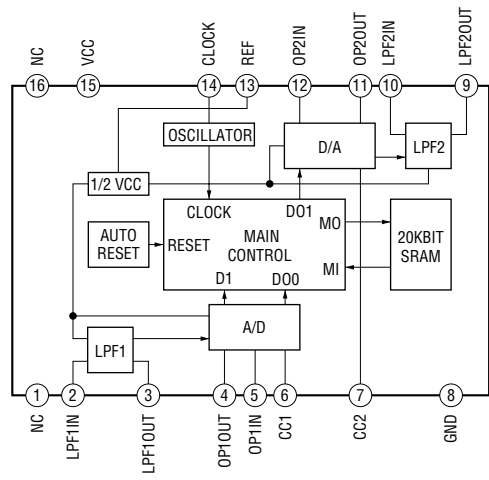 NC
VCC
CLOCK
REF
OP2IN
OP2OUT
LPF2IN
LPF2OUT
16
15
14
13
12
11
10
9
OSCILLATOR
D/A
LPF2
1/2 VCC
CLOCK
DO1
MO
AUTO
RESET
RESET
MAIN
CONTROL
20KBIT
SRAM
MI
D1
DO0
A/D
LPF1
1
2
3
4
5
6
7
8
NC
LPF1IN
LPF1OUT
OP1OUT
OP1IN
CC1
CC2
GND